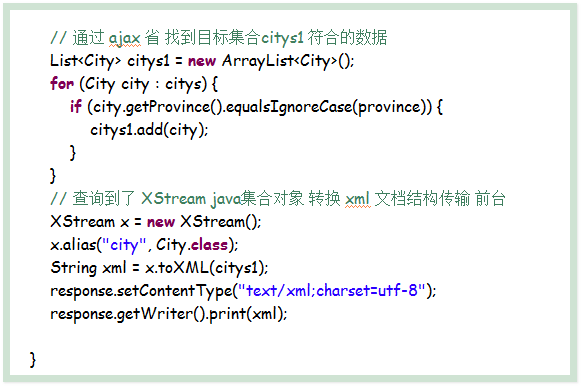 // 通过 ajax 省 找到目标集合citys1 符合的数据
List<City> citys1 = new ArrayList<City>();
for (City city : citys) {
if (city.getProvince().equalsIgnoreCase(province)) {
citys1.add(city);
}
}
// 查询到了 XStream java集合对象 转换 xml 文档结构传输 前台
XStream x = new XStream();
x.alias("city", City.class);
String xml = x.toXML(citys1);
response.setContentType("text/xml;charset=utf-8");
response.getWriter().print(xml);
}